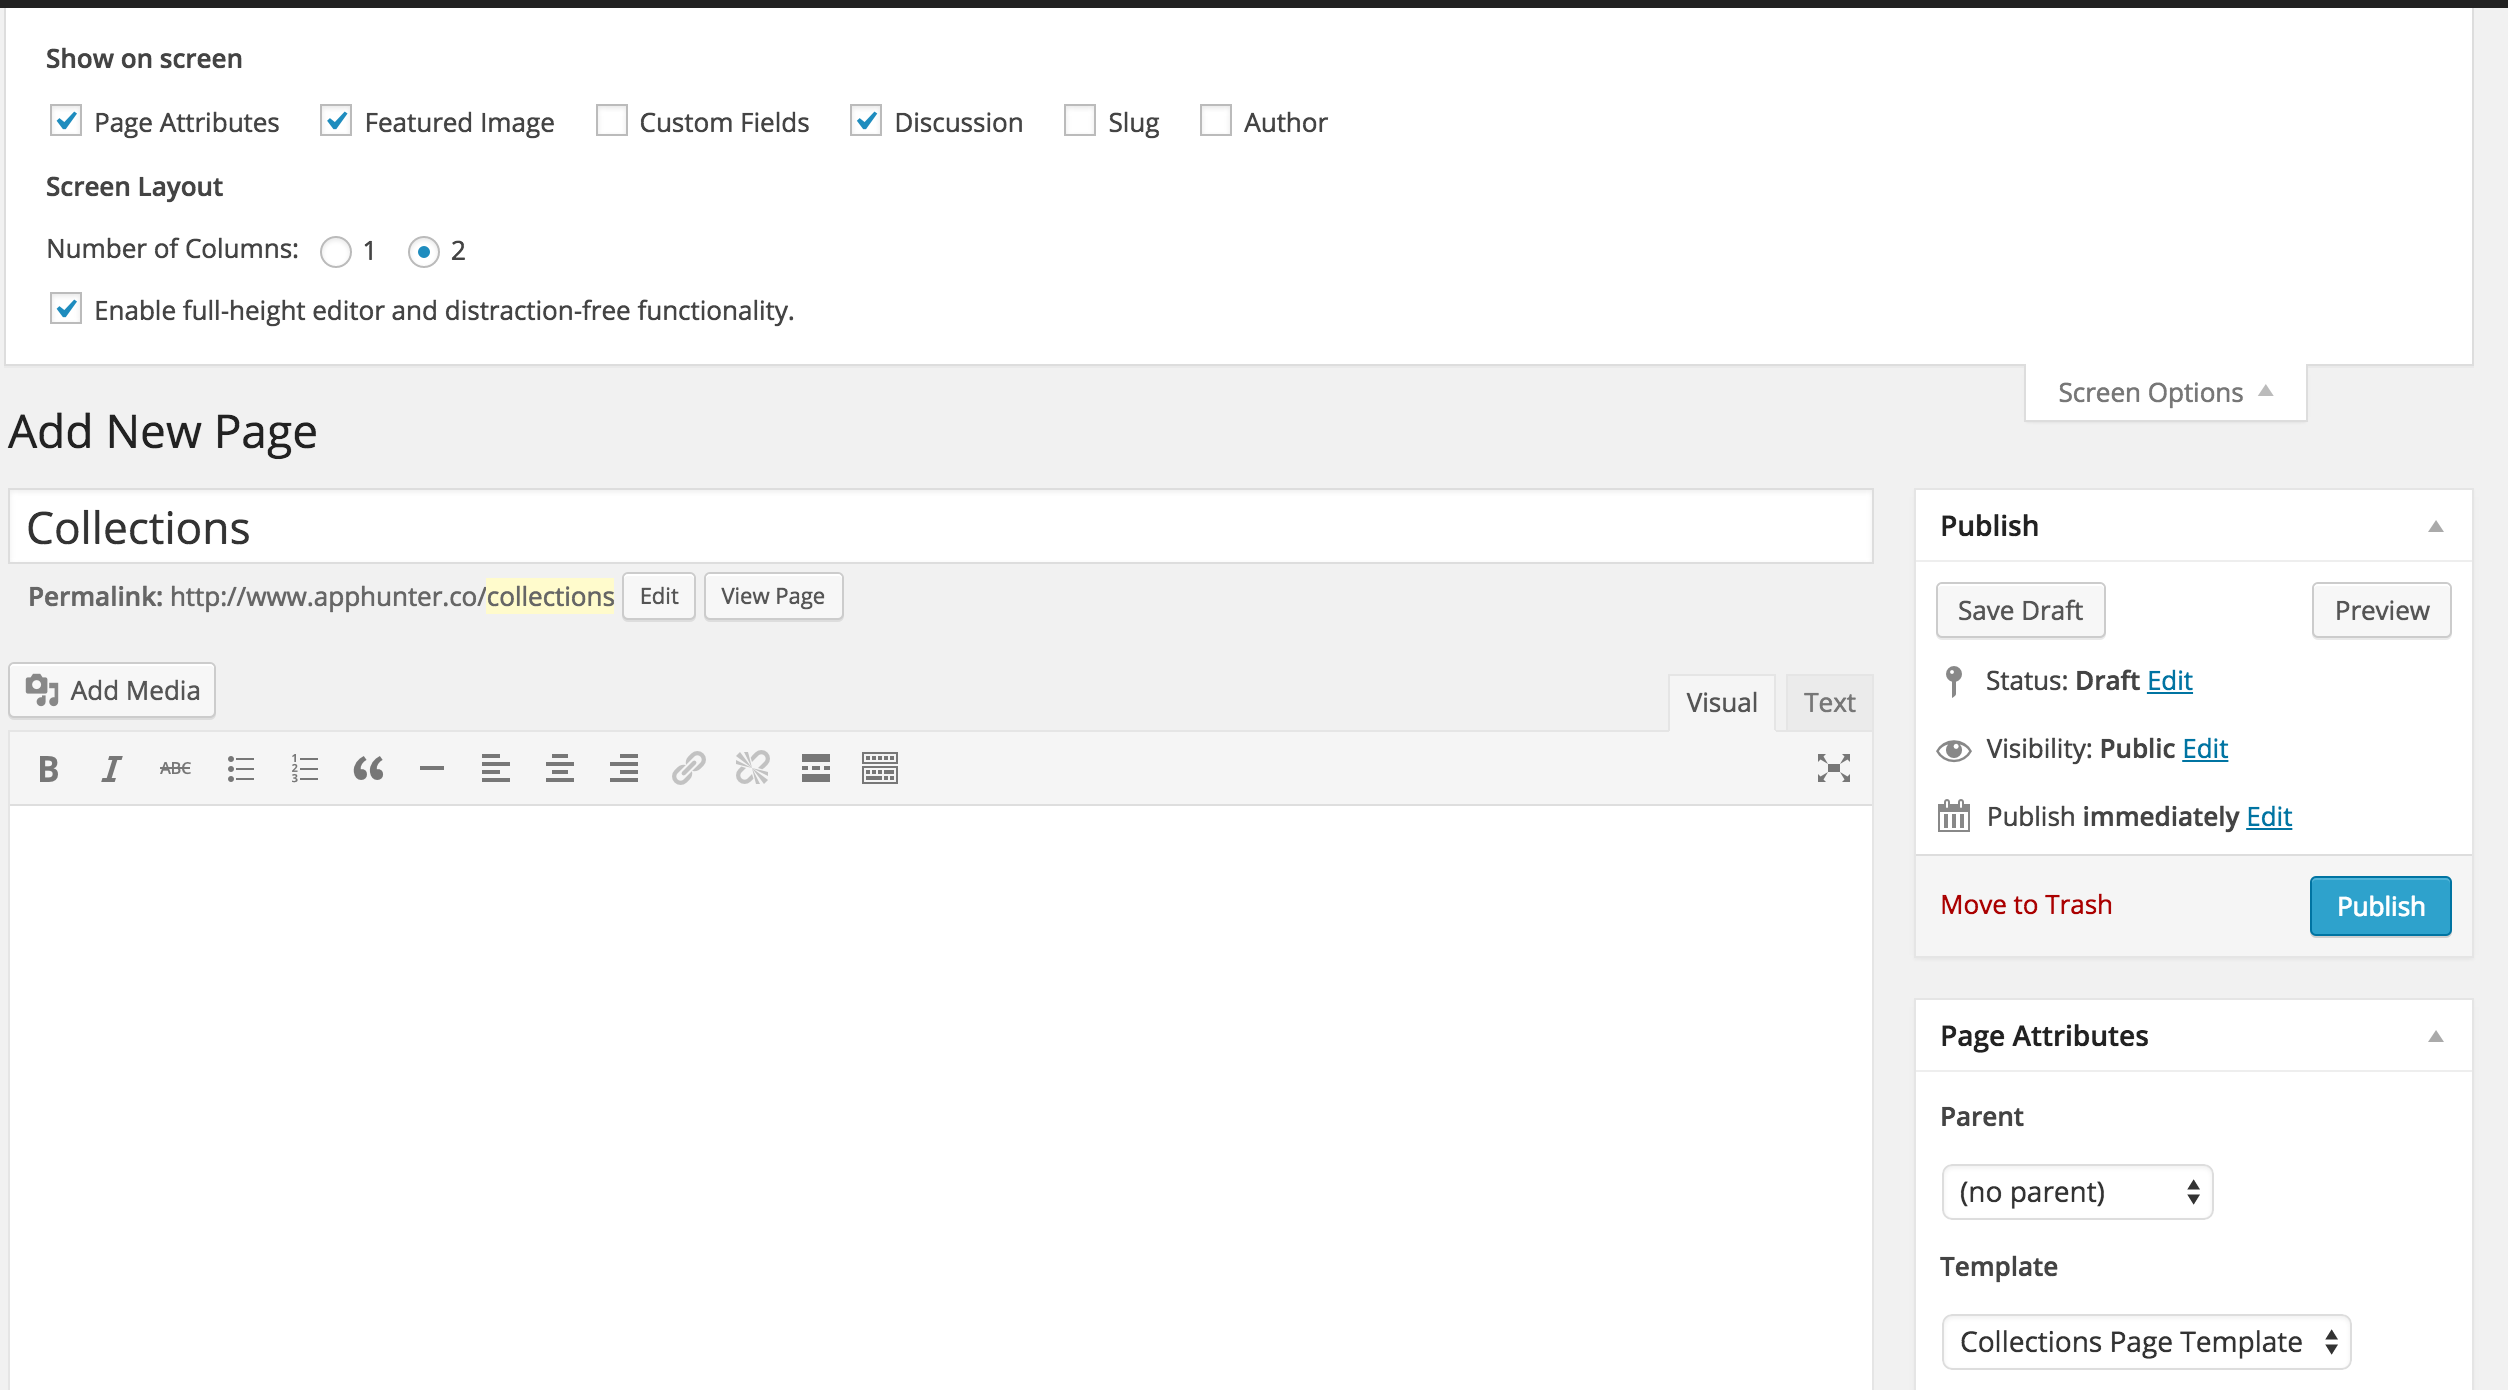 Show on screen
Page Attributes Featured Image Custom Fields Discussion Slug Author
Screen Layout
Number of Columns: 1 2
Enable full-height editor and distraction-free functionality.
Screen Options
Add New Page
Collections
Permalink: http://www.apphunter.co/collections Edit View Page
Add Media
Visual Text
B I ABC
Publish
Save Draft Preview
Status: Draft Edit
Visibility: Public Edit
Publish immediately Edit
Move to Trash Publish
Page Attributes
Parent
(no parent)
Template
Collections Page Template